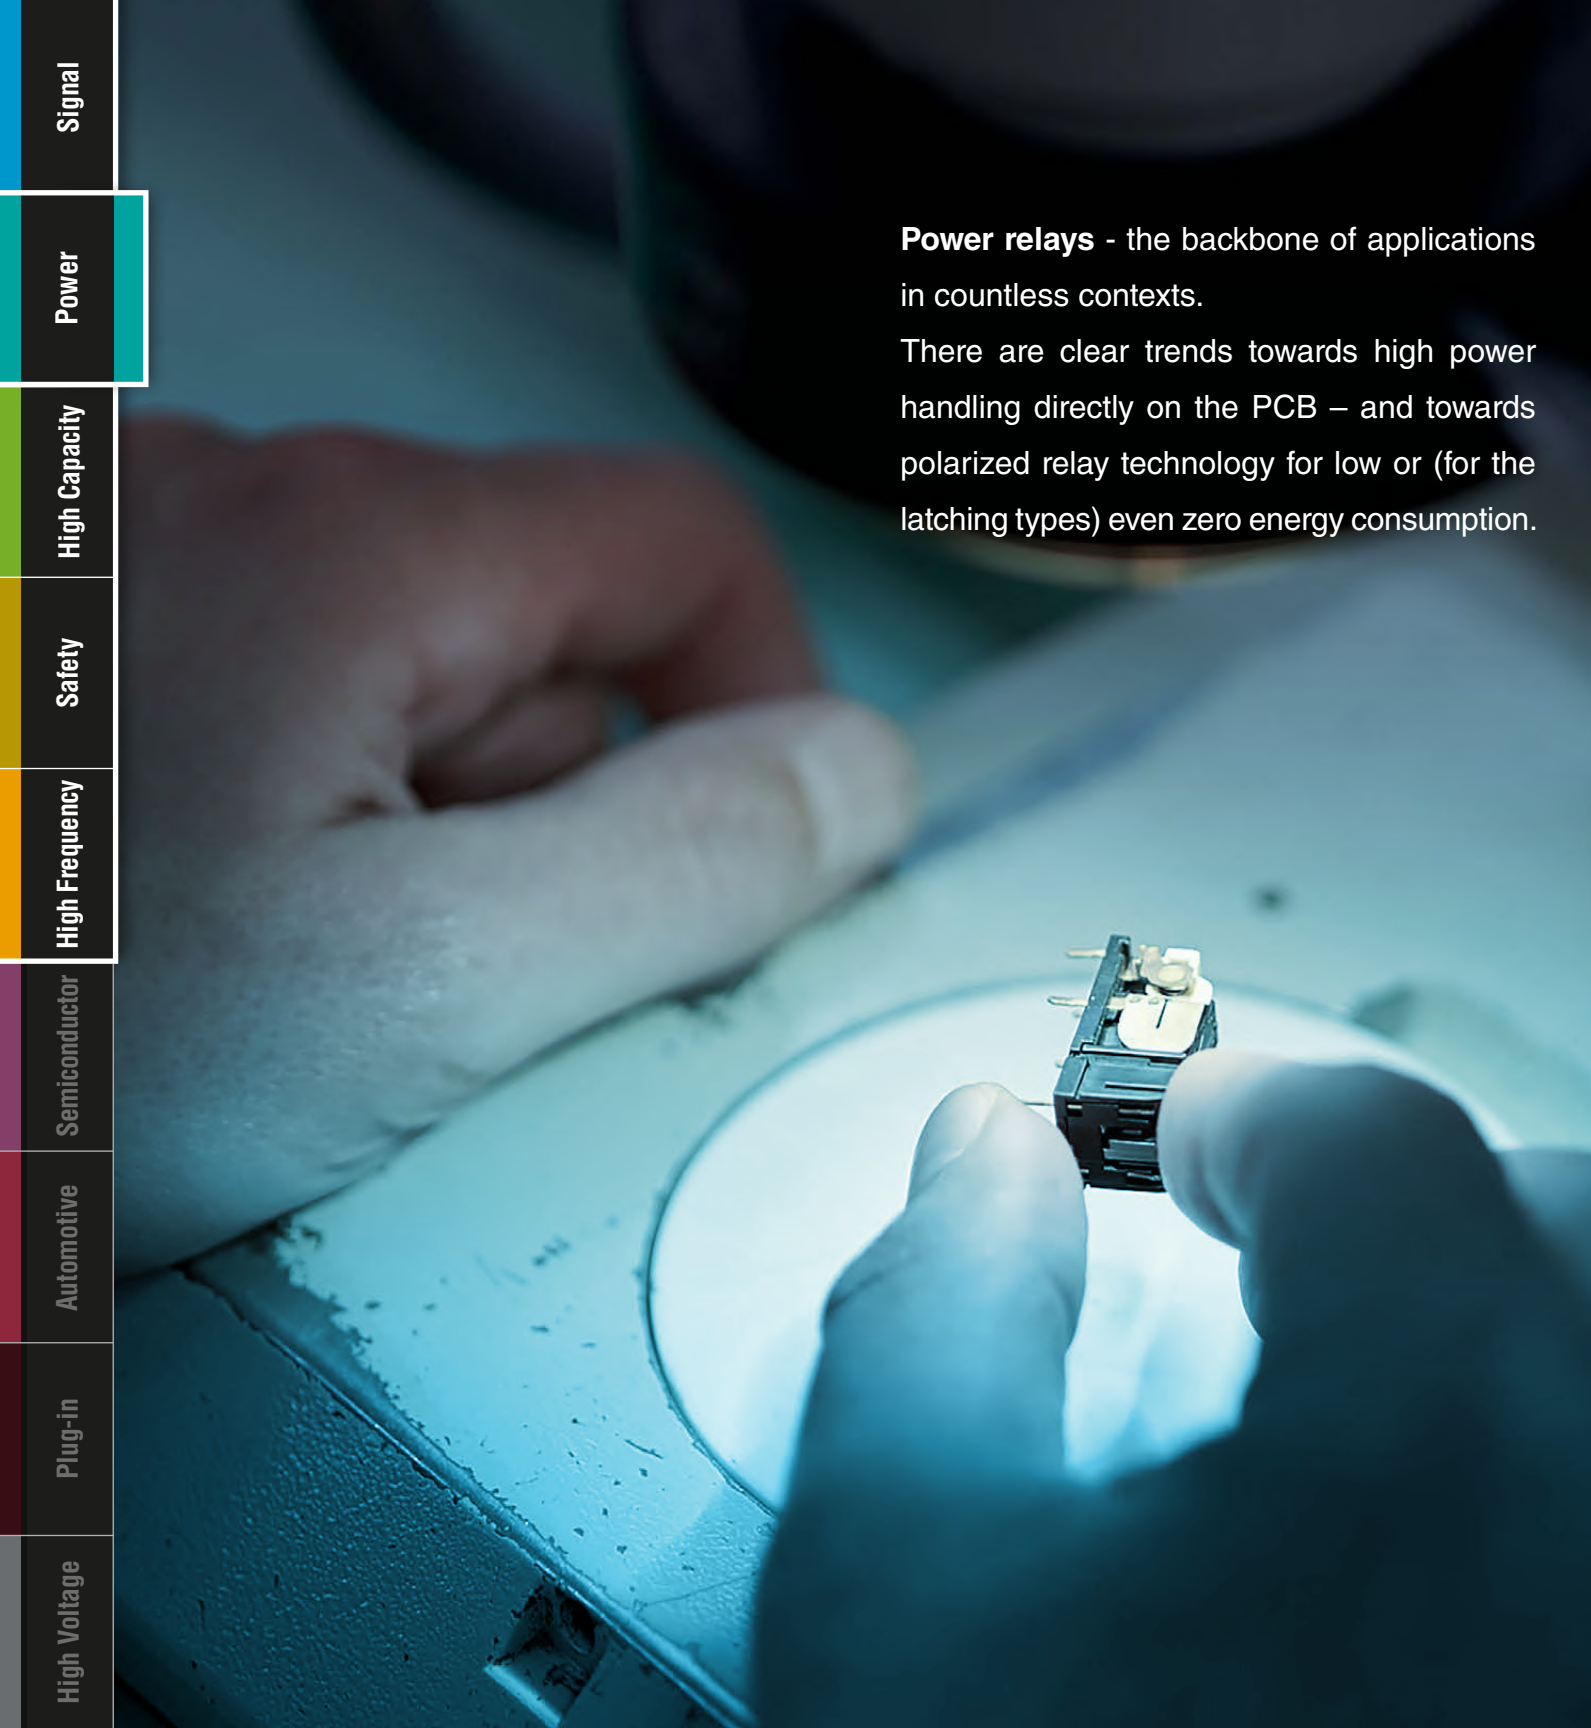 Signal
Power
High Capacity
Safety
High Frequency
Semiconductor
Automotive
Plug-in
High Voltage
Power relays - the backbone of applications
in countless contexts.
There are clear trends towards high power
handling directly on the PCB – and towards
polarized relay technology for low or (for the
latching types) even zero energy consumption.